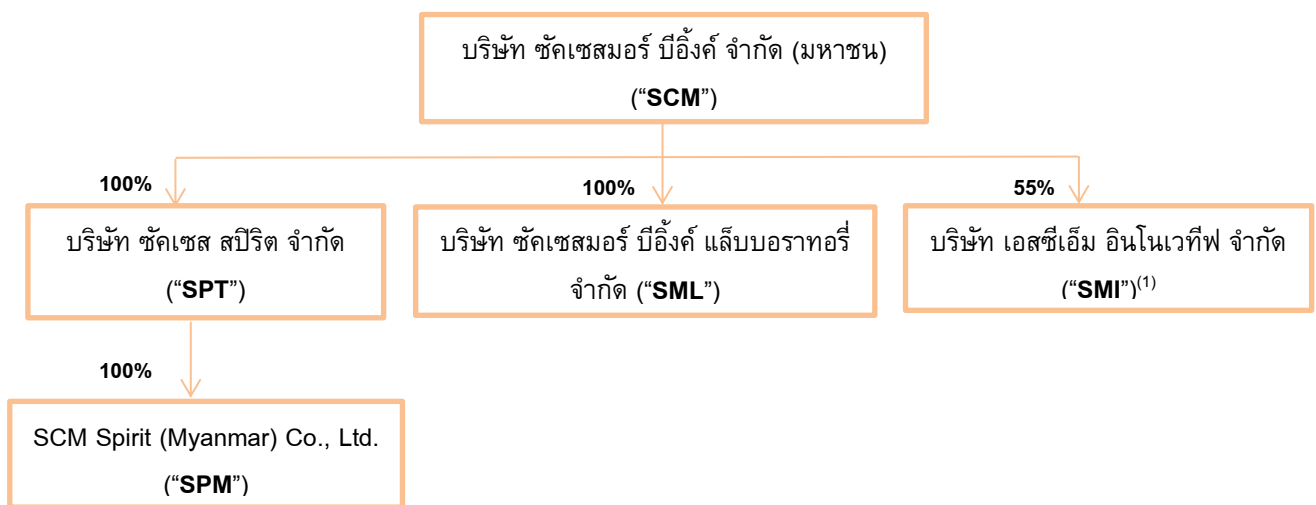 บริษัท ซัคเซสมอร์ บีอิ้งค์ จำกัด (มหาชน)
(“SCM”)
100%
100%
55%
บริษัท ซัคเซส สปิริต จำกัด
(“SPT”)
บริษัท ซัคเซสมอร์ บีอิ้งค์ แล็บบอราทอรี่
จำกัด (“SML”)
บริษัท เอสซีเอ็ม อินโนเวทีฟ จำกัด
(“SMI”)⁽¹⁾
100%
SCM Spirit (Myanmar) Co., Ltd.
(“SPM”)